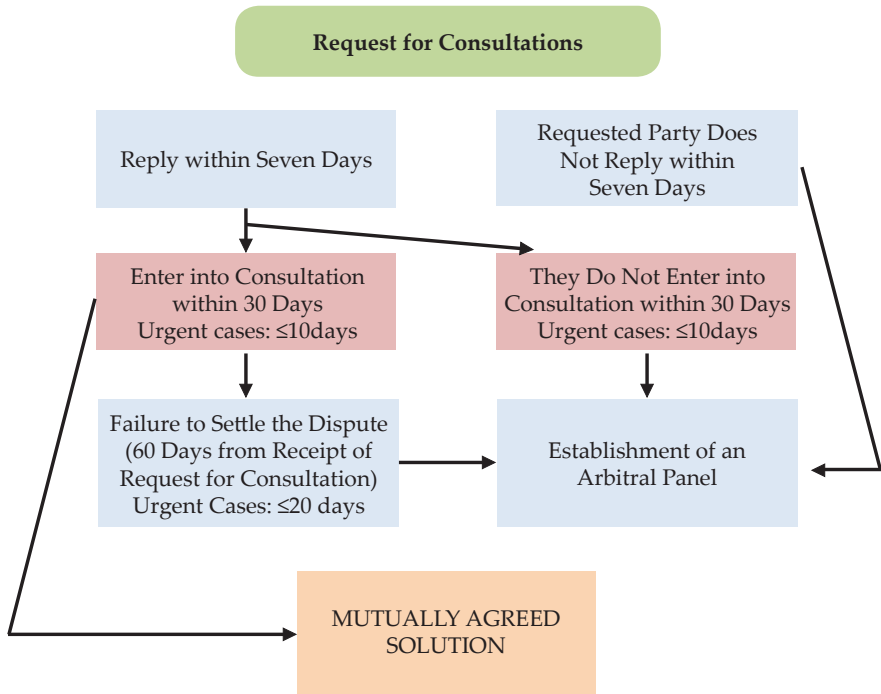 Request for Consultations
Reply within Seven Days
Requested Party Does
Not Reply within
Seven Days
Enter into Consultation
within 30 Days
Urgent cases: ≤10days
They Do Not Enter into
Consultation within 30 Days
Urgent cases: ≤10days
Failure to Settle the Dispute
(60 Days from Receipt of
Request for Consultation)
Urgent Cases: ≤20 days
Establishment of an
Arbitral Panel
MUTUALLY AGREED
SOLUTION